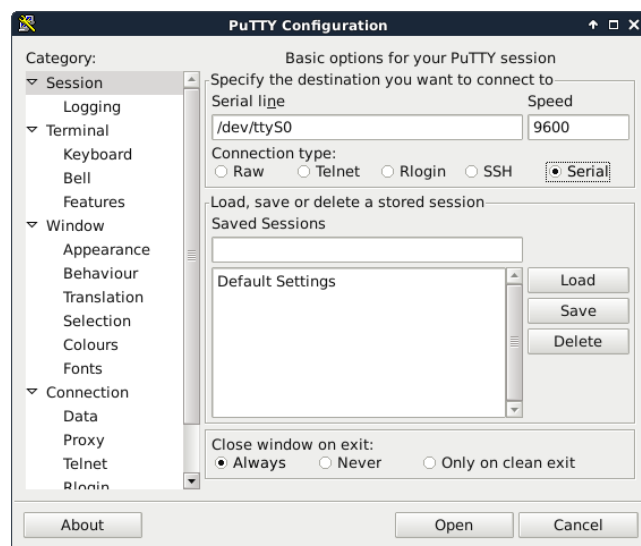 PuTTY Configuration
Category:
Session
Logging
Terminal
Keyboard
Bell
Features
Window
Appearance
Behaviour
Translation
Selection
Colours
Fonts
Connection
Data
Proxy
Telnet
Rlogin
Basic options for your PuTTY session
Specify the destination you want to connect to
Serial line Speed
/dev/ttyS0 9600
Connection type:
Raw Telnet Rlogin SSH Serial
Load, save or delete a stored session
Saved Sessions
Default Settings
Load
Save
Delete
Close window on exit:
Always Never Only on clean exit
About Open Cancel